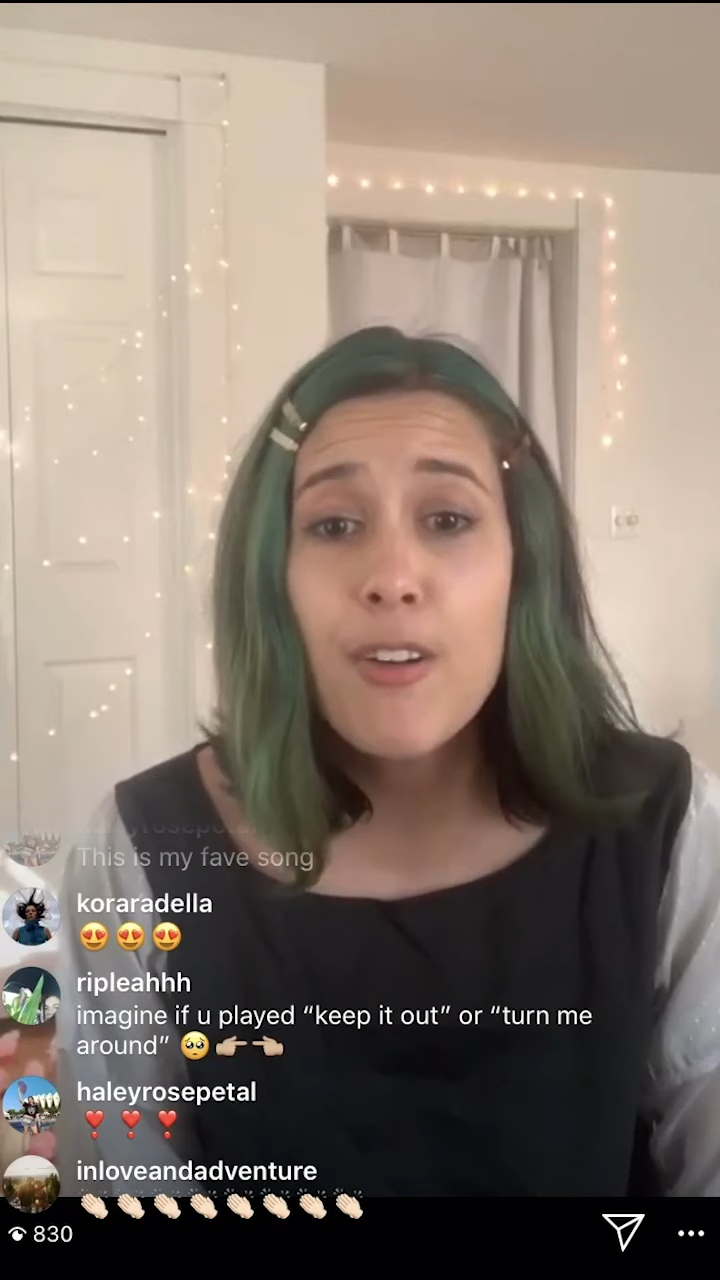 This is my fave song
koraradella
😍😍😍
ripleahhh
imagine if u played “keep it out” or “turn me
around” 🥺👉🏼👈🏼
haleyrosepetal
❣️❣️❣️
inloveandadventure
👏🏻👏🏻👏🏻👏🏻👏🏻👏🏻👏🏻👏🏻
830